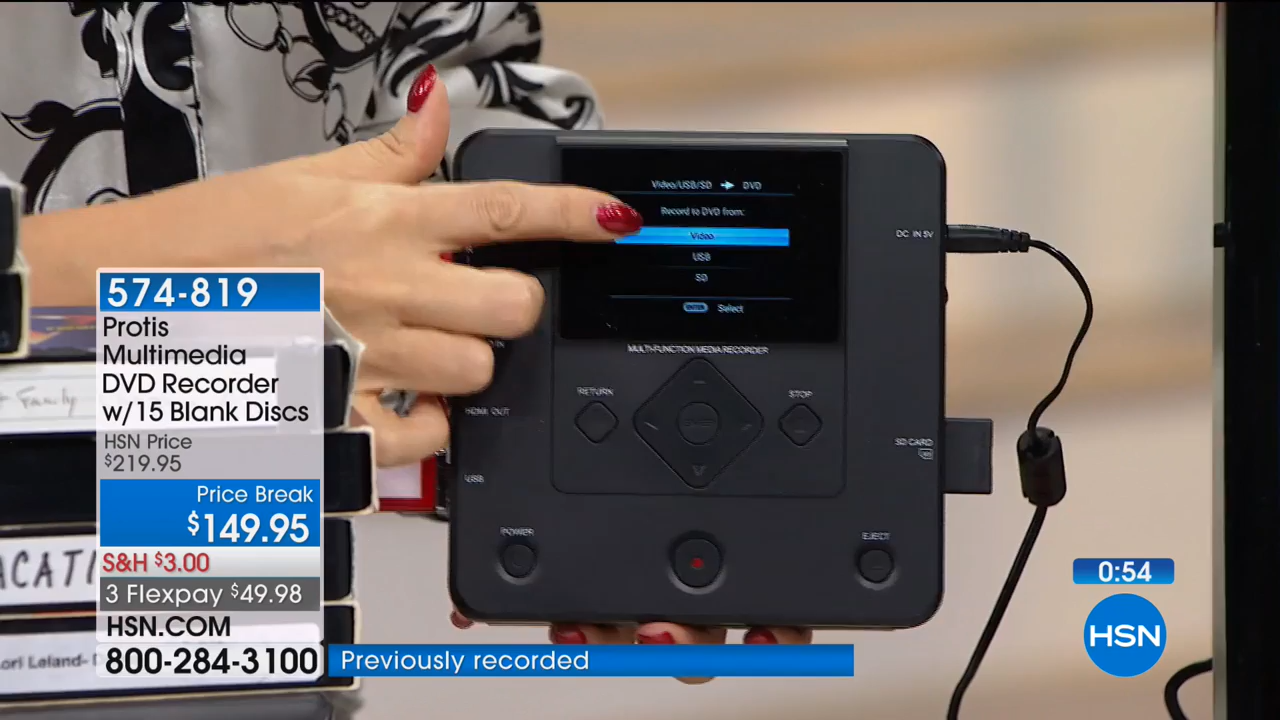 574-819
Protis
Multimedia
DVD Recorder
w/15 Blank Discs
HSN Price
$219.95
Price Break
$149.95
S&H $3.00
3 Flexpay $49.98
HSN.COM
800-284-3100
Previously recorded
0:54
HSN
Video/USB/SD DVD
Record to DVD from:
Video
USB
SD
Select
MULTI-FUNCTION MEDIA RECORDER
DC IN 5V
RETURN
STOP
HDMI OUT
SD CARD
USB
POWER
EJECT
Family
ACATI
ori Leland-